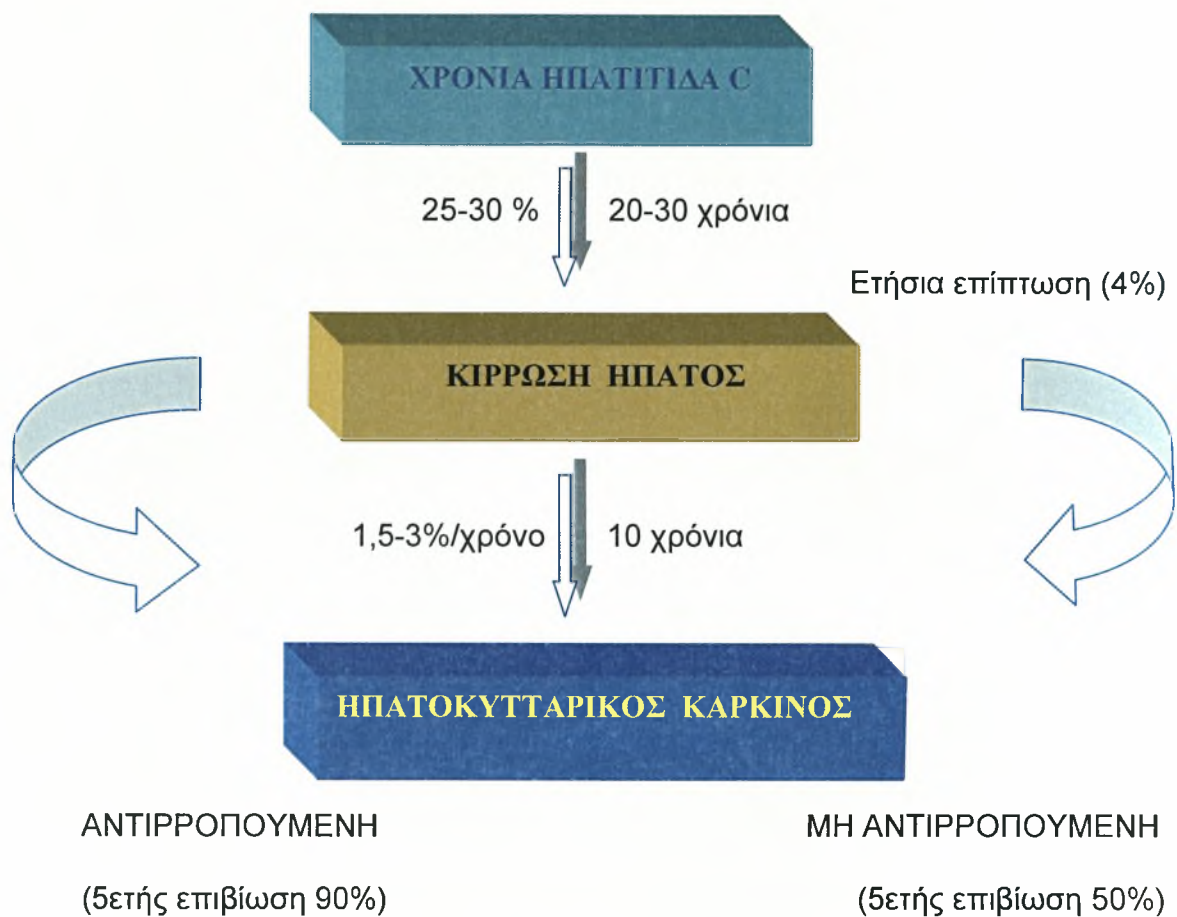 ΧΡΟΝΙΑ ΗΠΑΤΙΤΙΔΑ C
25-30 % 20-30 χρόνια
Ετήσια επίπτωση (4%)
ΚΙΡΡΩΣΗ ΗΠΑΤΟΣ
1,5-3%/χρόνο 10 χρόνια
ΗΠΑΤΟΚΥΤΤΑΡΙΚΟΣ ΚΑΡΚΙΝΟΣ
ΑΝΤΙΡΡΟΠΟΥΜΕΝΗ ΜΗ ΑΝΤΙΡΡΟΠΟΥΜΕΝΗ
(5ετής επιβίωση 90%) (5ετής επιβίωση 50%)